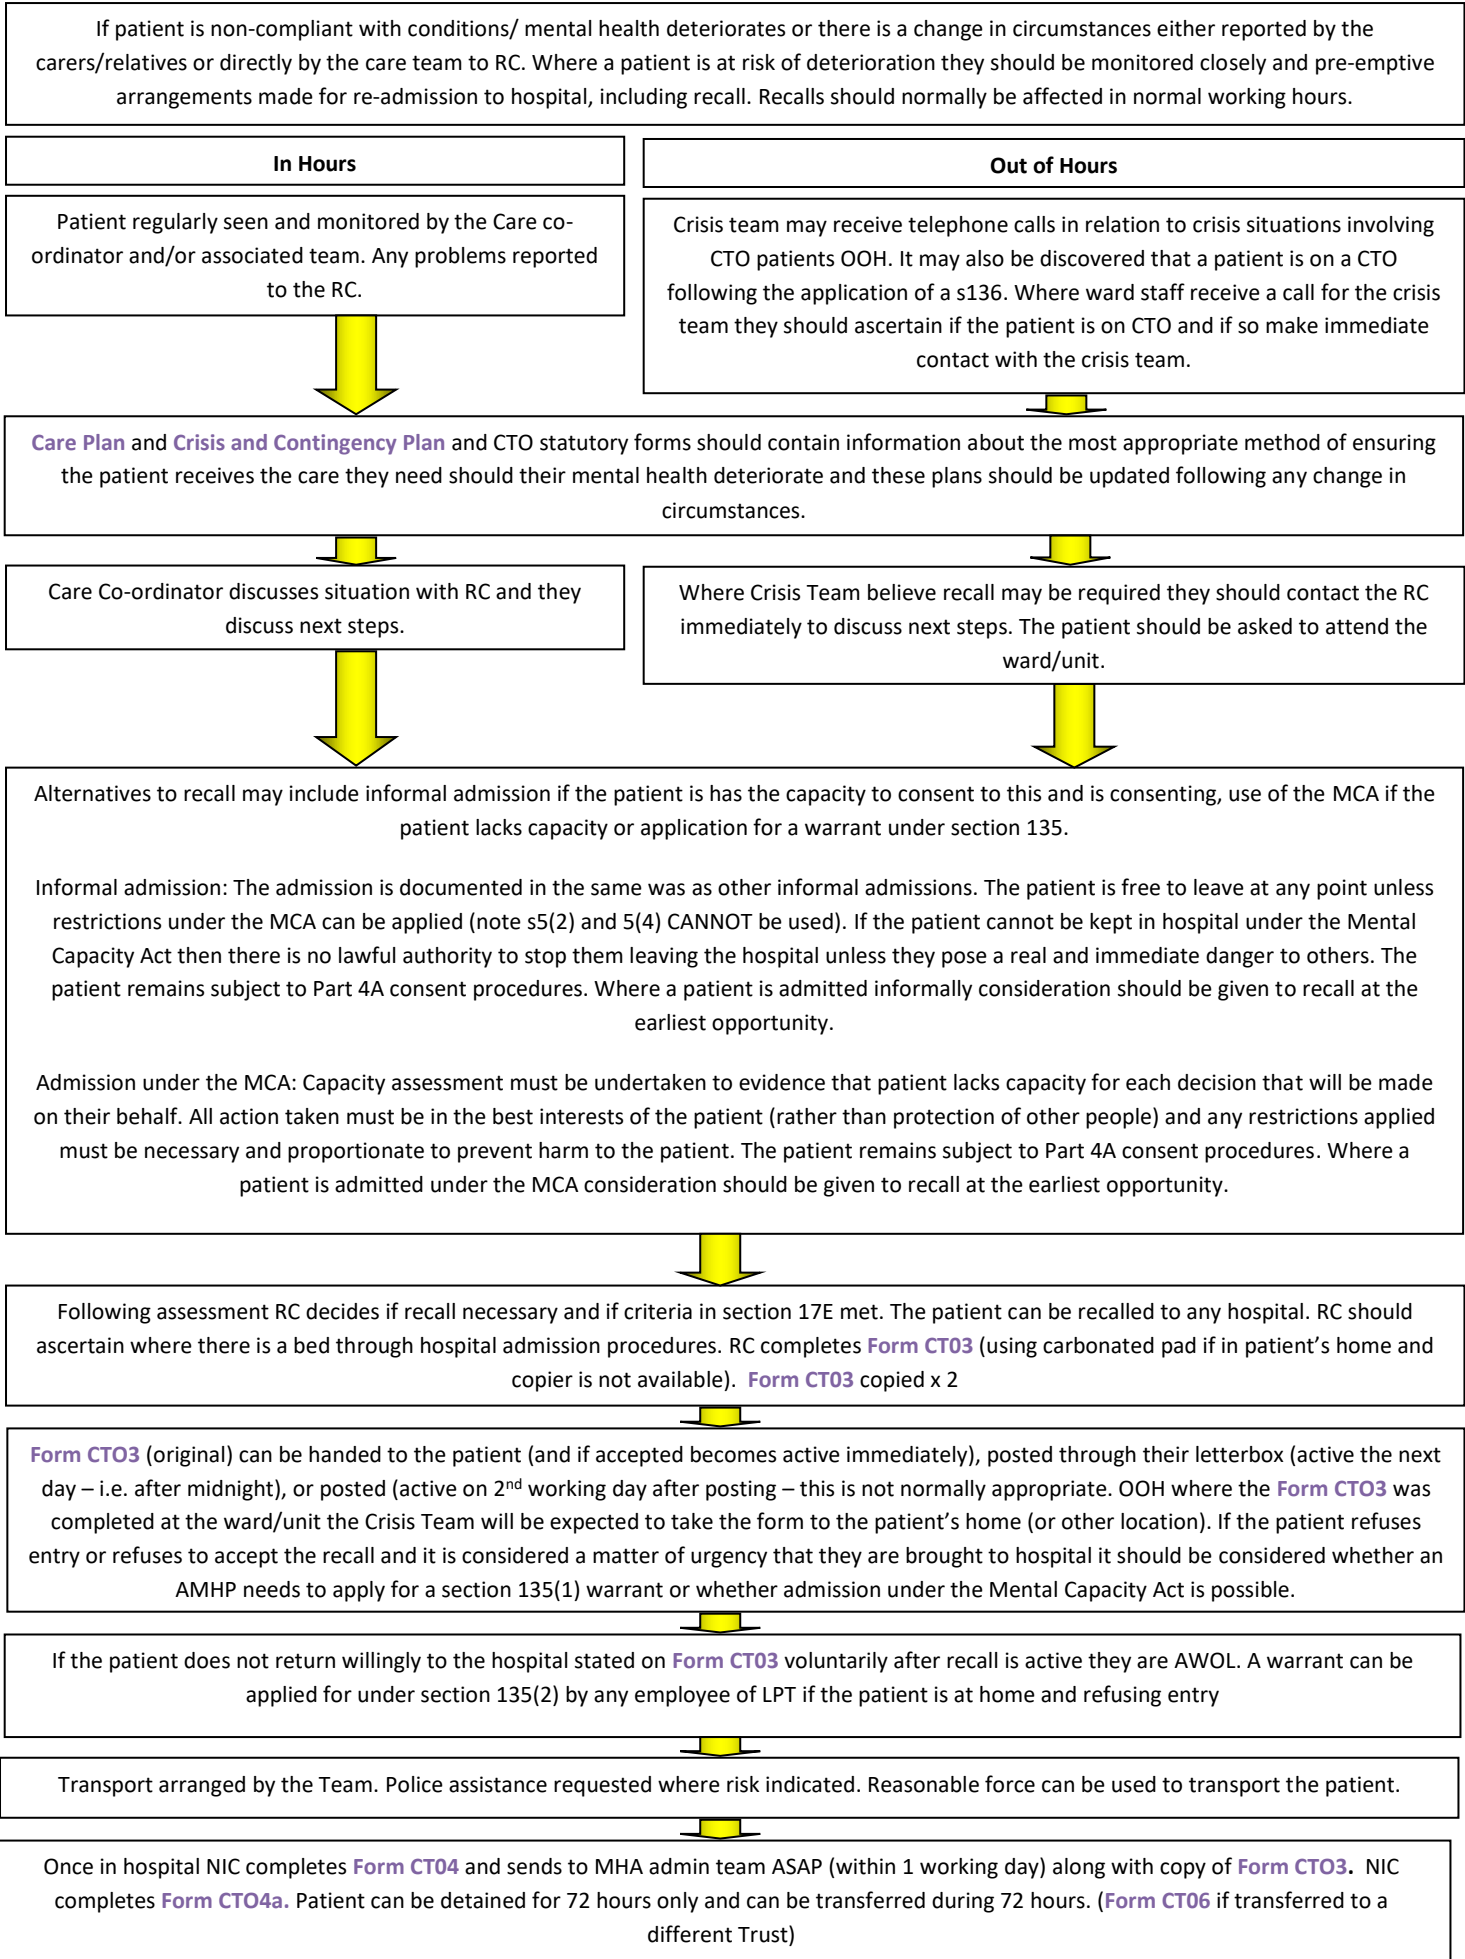 If patient is non-compliant with conditions/ mental health deteriorates or there is a change in circumstances either reported by the
carers/relatives or directly by the care team to RC. Where a patient is at risk of deterioration they should be monitored closely and pre-emptive
arrangements made for re-admission to hospital, including recall. Recalls should normally be affected in normal working hours.
In Hours
Patient regularly seen and monitored by the Care co-
ordinator and/or associated team. Any problems reported
to the RC.
Out of Hours
Crisis team may receive telephone calls in relation to crisis situations involving
CTO patients OOH. It may also be discovered that a patient is on a CTO
following the application of a s136. Where ward staff receive a call for the crisis
team they should ascertain if the patient is on CTO and if so make immediate
contact with the crisis team.
Care Plan and Crisis and Contingency Plan and CTO statutory forms should contain information about the most appropriate method of ensuring
the patient receives the care they need should their mental health deteriorate and these plans should be updated following any change in
circumstances.
Care Co-ordinator discusses situation with RC and they
discuss next steps.
Where Crisis Team believe recall may be required they should contact the RC
immediately to discuss next steps. The patient should be asked to attend the
ward/unit.
Alternatives to recall may include informal admission if the patient is has the capacity to consent to this and is consenting, use of the MCA if the
patient lacks capacity or application for a warrant under section 135.
Informal admission: The admission is documented in the same was as other informal admissions. The patient is free to leave at any point unless
restrictions under the MCA can be applied (note s5(2) and 5(4) CANNOT be used). If the patient cannot be kept in hospital under the Mental
Capacity Act then there is no lawful authority to stop them leaving the hospital unless they pose a real and immediate danger to others. The
patient remains subject to Part 4A consent procedures. Where a patient is admitted informally consideration should be given to recall at the
earliest opportunity.
Admission under the MCA: Capacity assessment must be undertaken to evidence that patient lacks capacity for each decision that will be made
on their behalf. All action taken must be in the best interests of the patient (rather than protection of other people) and any restrictions applied
must be necessary and proportionate to prevent harm to the patient. The patient remains subject to Part 4A consent procedures. Where a
patient is admitted under the MCA consideration should be given to recall at the earliest opportunity.
Following assessment RC decides if recall necessary and if criteria in section 17E met. The patient can be recalled to any hospital. RC should
ascertain where there is a bed through hospital admission procedures. RC completes Form CT03 (using carbonated pad if in patient's home and
copier is not available). Form CT03 copied x 2
Form CTO3 (original) can be handed to the patient (and if accepted becomes active immediately), posted through their letterbox (active the next
day – i.e. after midnight), or posted (active on 2nd working day after posting – this is not normally appropriate. OOH where the Form CTO3 was
completed at the ward/unit the Crisis Team will be expected to take the form to the patient's home (or other location). If the patient refuses
entry or refuses to accept the recall and it is considered a matter of urgency that they are brought to hospital it should be considered whether an
AMHP needs to apply for a section 135(1) warrant or whether admission under the Mental Capacity Act is possible.
If the patient does not return willingly to the hospital stated on Form CT03 voluntarily after recall is active they are AWOL. A warrant can be
applied for under section 135(2) by any employee of LPT if the patient is at home and refusing entry
Transport arranged by the Team. Police assistance requested where risk indicated. Reasonable force can be used to transport the patient.
Once in hospital NIC completes Form CT04 and sends to MHA admin team ASAP (within 1 working day) along with copy of Form CTO3. NIC
completes Form CTO4a. Patient can be detained for 72 hours only and can be transferred during 72 hours. (Form CT06 if transferred to a
different Trust)